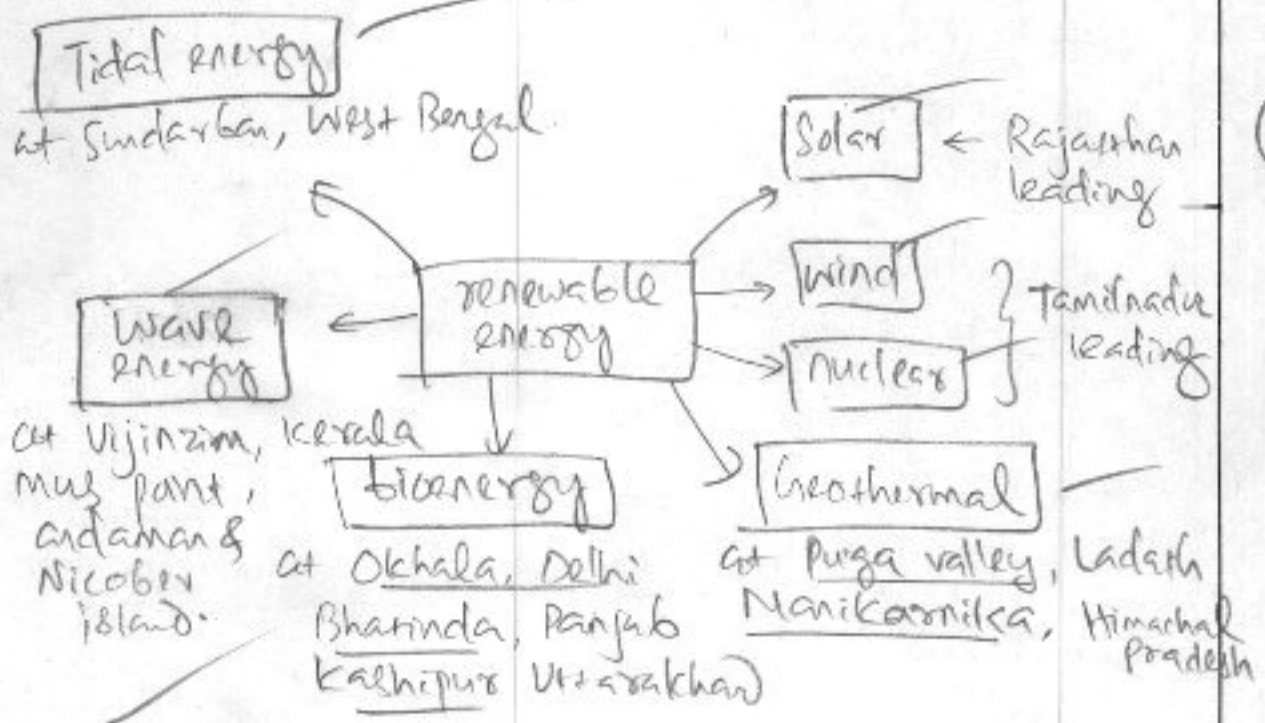 Tidal energy
at Sundarban, West Bengal.
Solar ← Rajasthan
leading
renewable
energy
Wind
nuclear
Tamilnadu
leading
Wave
energy
at Vijinzim, Kerala
mus point,
andaman &
Nicober
island.
bioenergy
at Okhala, Delhi
Bhatinda, Panjab
Kashipur Uttarakhand
Geothermal
at Puga valley, Ladakh
Manikarnika, Himachal
Pradesh